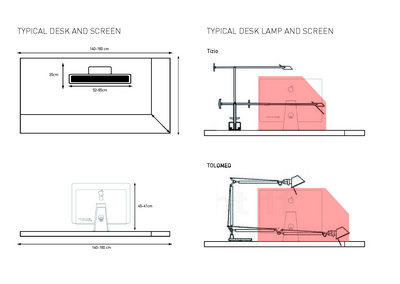 TYPICAL DESK AND SCREEN
140-180 cm
25cm
52-65cm
45-47cm
140-180 cm
TYPICAL DESK LAMP AND SCREEN
Tizio
TOLOMEO